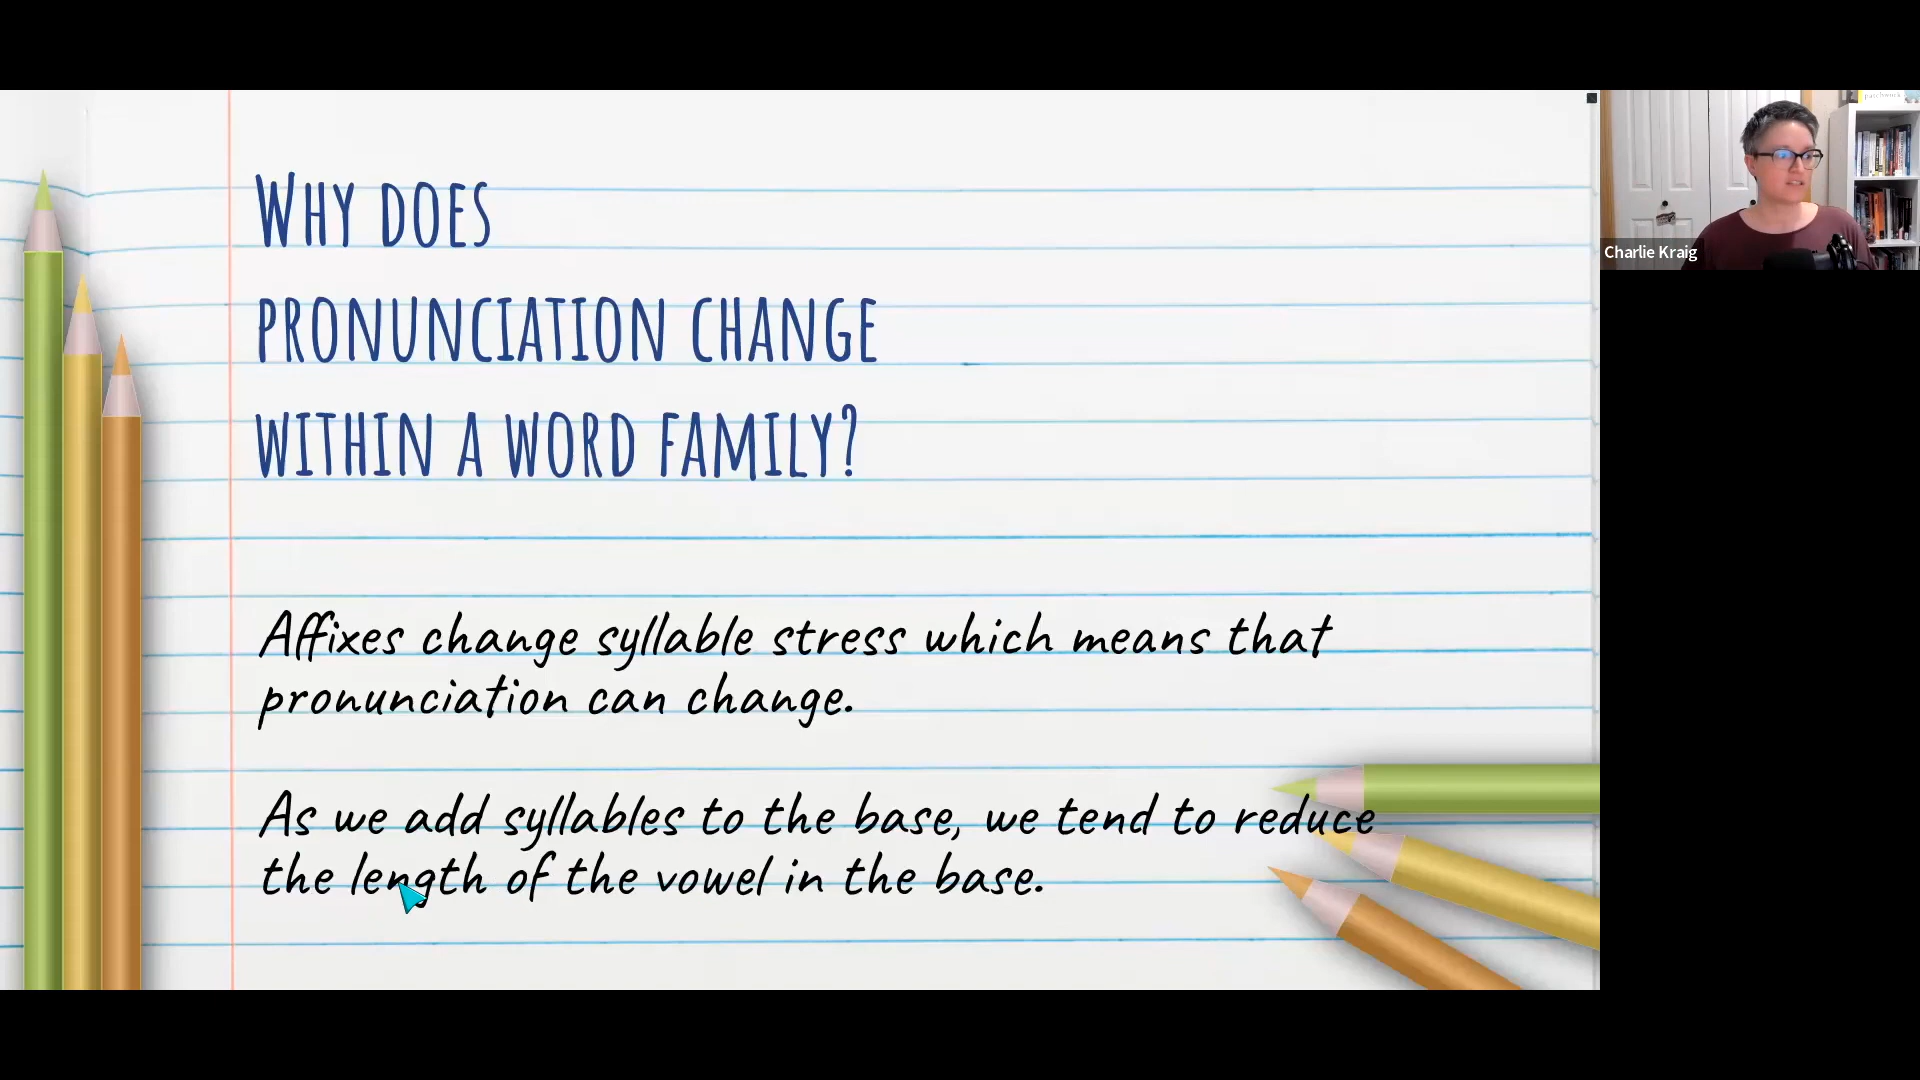 WHY DOES
PRONUNCIATION CHANGE
WITHIN A WORD FAMILY?
Affixes change syllable stress which means that
pronunciation can change.
As we add syllables to the base, we tend to reduce
the length of the vowel in the base.
Charlie Kraig